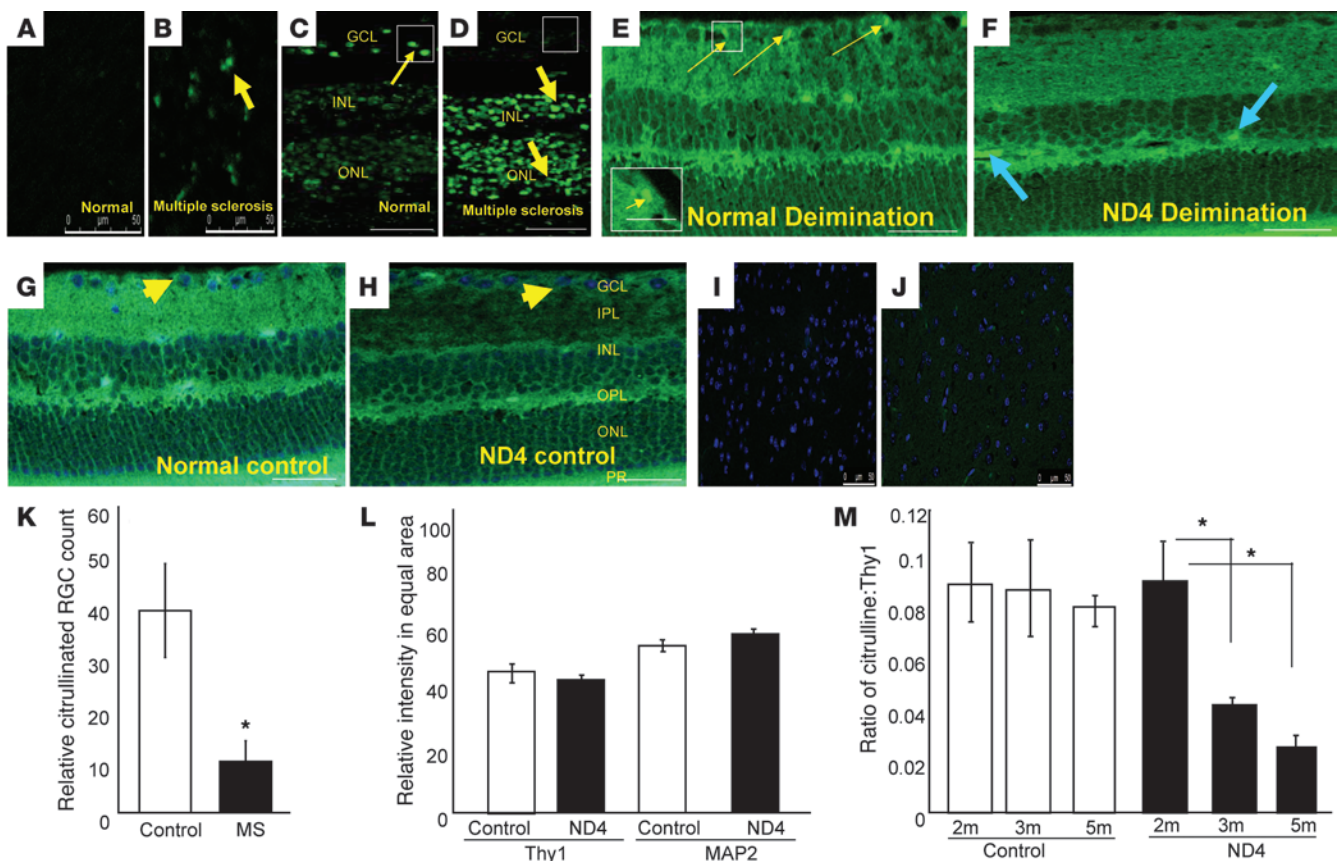 A
Normal
0 µm 50
B
Multiple sclerosis
0 µm 50
C
GCL
INL
ONL
Normal
D
GCL
INL
ONL
Multiple sclerosis
E
Normal Deimination
F
ND4 Deimination
G
Normal control
H
GCL
IPL
INL
OPL
ONL
ND4 control
PR
I
0 µm 50
J
0 µm 50
K
Relative citrullinated RGC count
60
50
40
30
20
10
0
*
Control MS
L
Relative intensity in equal area
100
80
60
40
20
0
Control ND4 Control ND4
Thy1 MAP2
M
Ratio of citrulline:Thy1
0.12
0.1
0.08
0.06
0.04
0.02
0
*
*
2m 3m 5m 2m 3m 5m
Control ND4